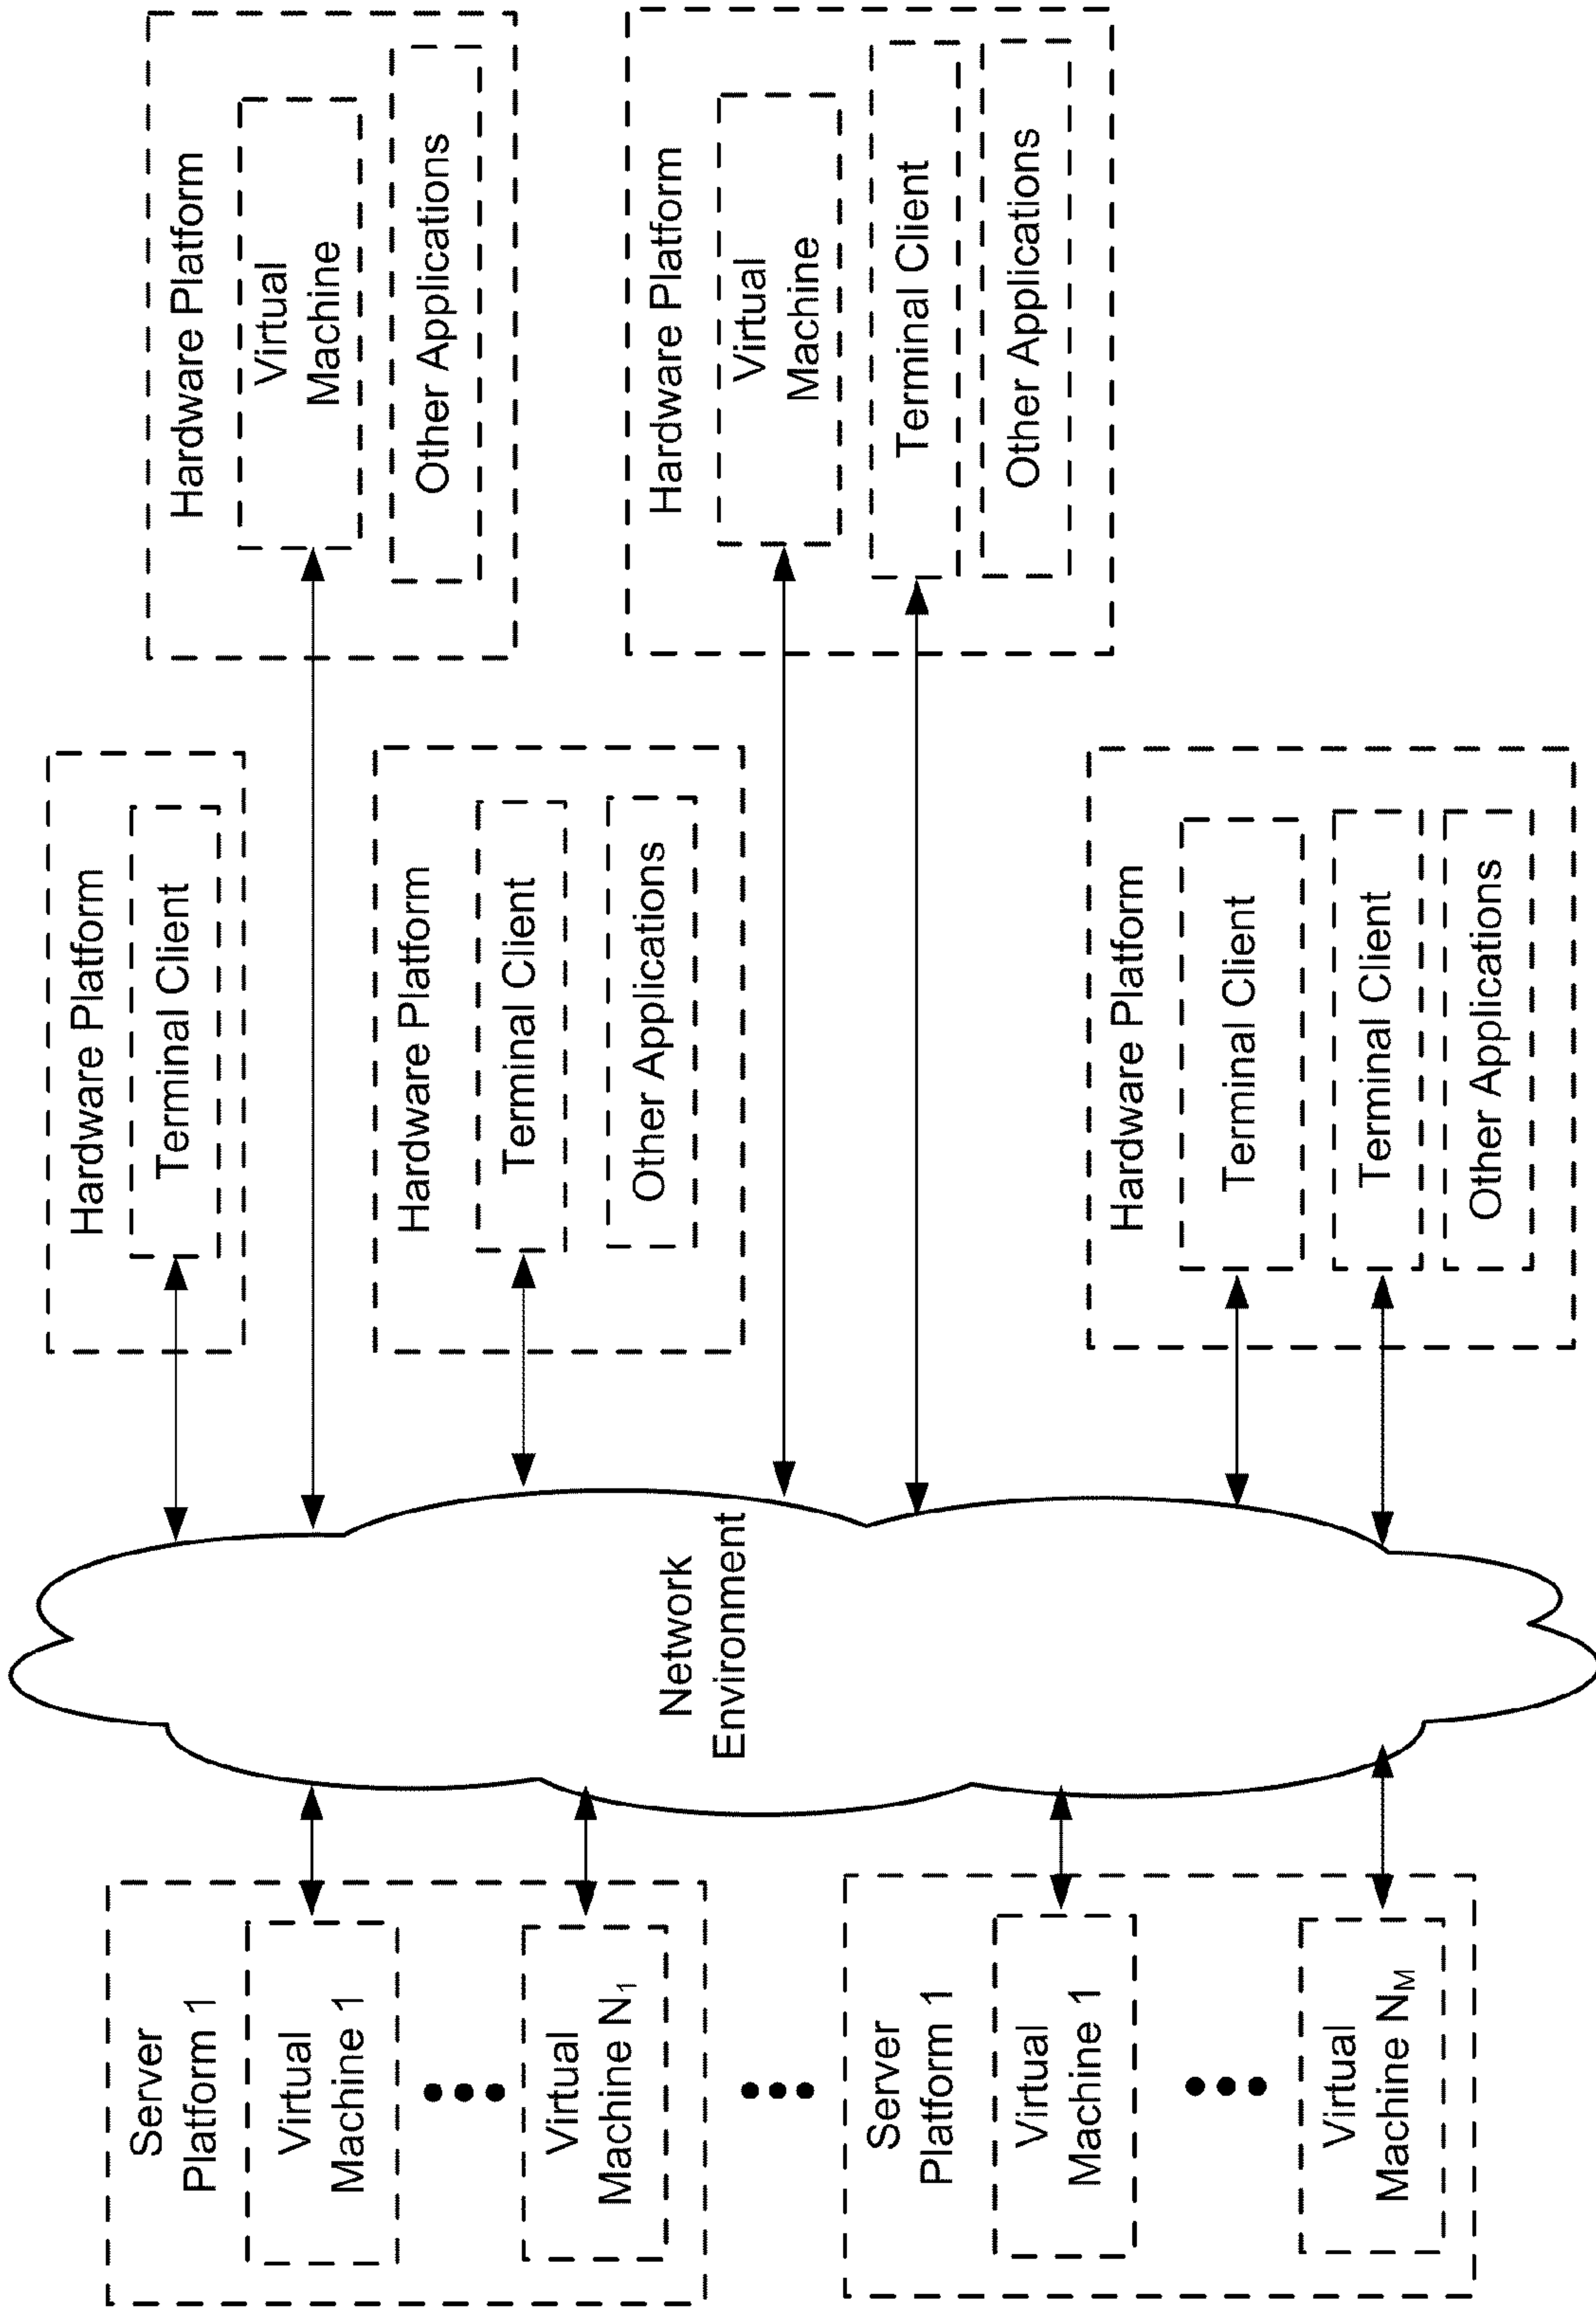 Server
Platform 1
Virtual
Machine 1
Virtual
Machine N₁
Server
Platform 1
Virtual
Machine 1
Virtual
Machine Nₘ
Network
Environment
Hardware Platform
Terminal Client
Hardware Platform
Terminal Client
Other Applications
Hardware Platform
Terminal Client
Terminal Client
Other Applications
Hardware Platform
Virtual
Machine
Other Applications
Hardware Platform
Virtual
Machine
Terminal Client
Other Applications